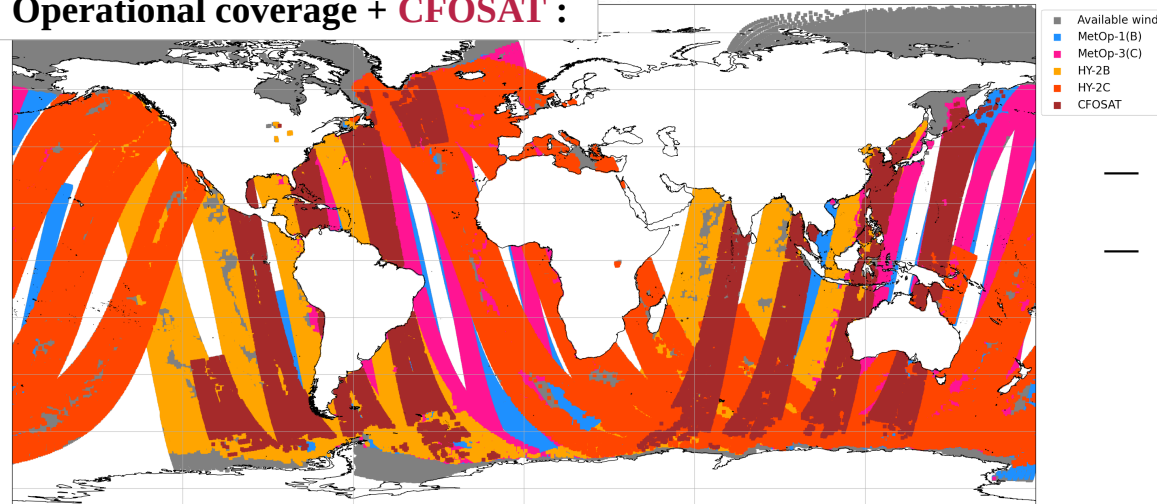 Operational coverage + CFOSAT :
Available wind
MetOp-1(B)
MetOp-3(C)
HY-2B
HY-2C
CFOSAT